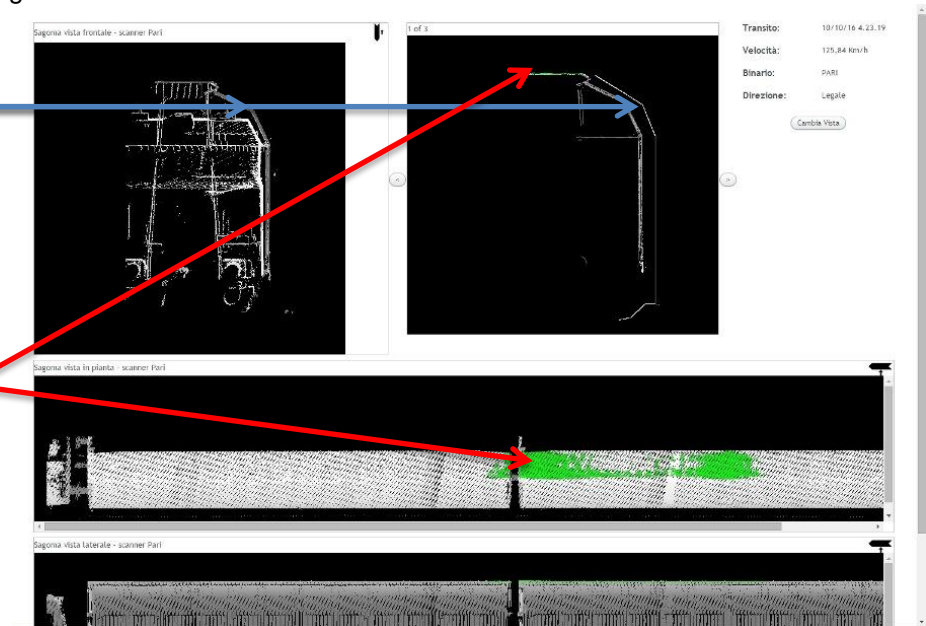 Sagoma vista frontale - scanner Pari
1 of 3
Transito: 10/10/16 4.23.19
Velocità: 125,84 Km/h
Binario: PARI
Direzione: Legale
Cambia Vista
Sagoma vista in pianta - scanner Pari
Sagoma vista laterale - scanner Pari